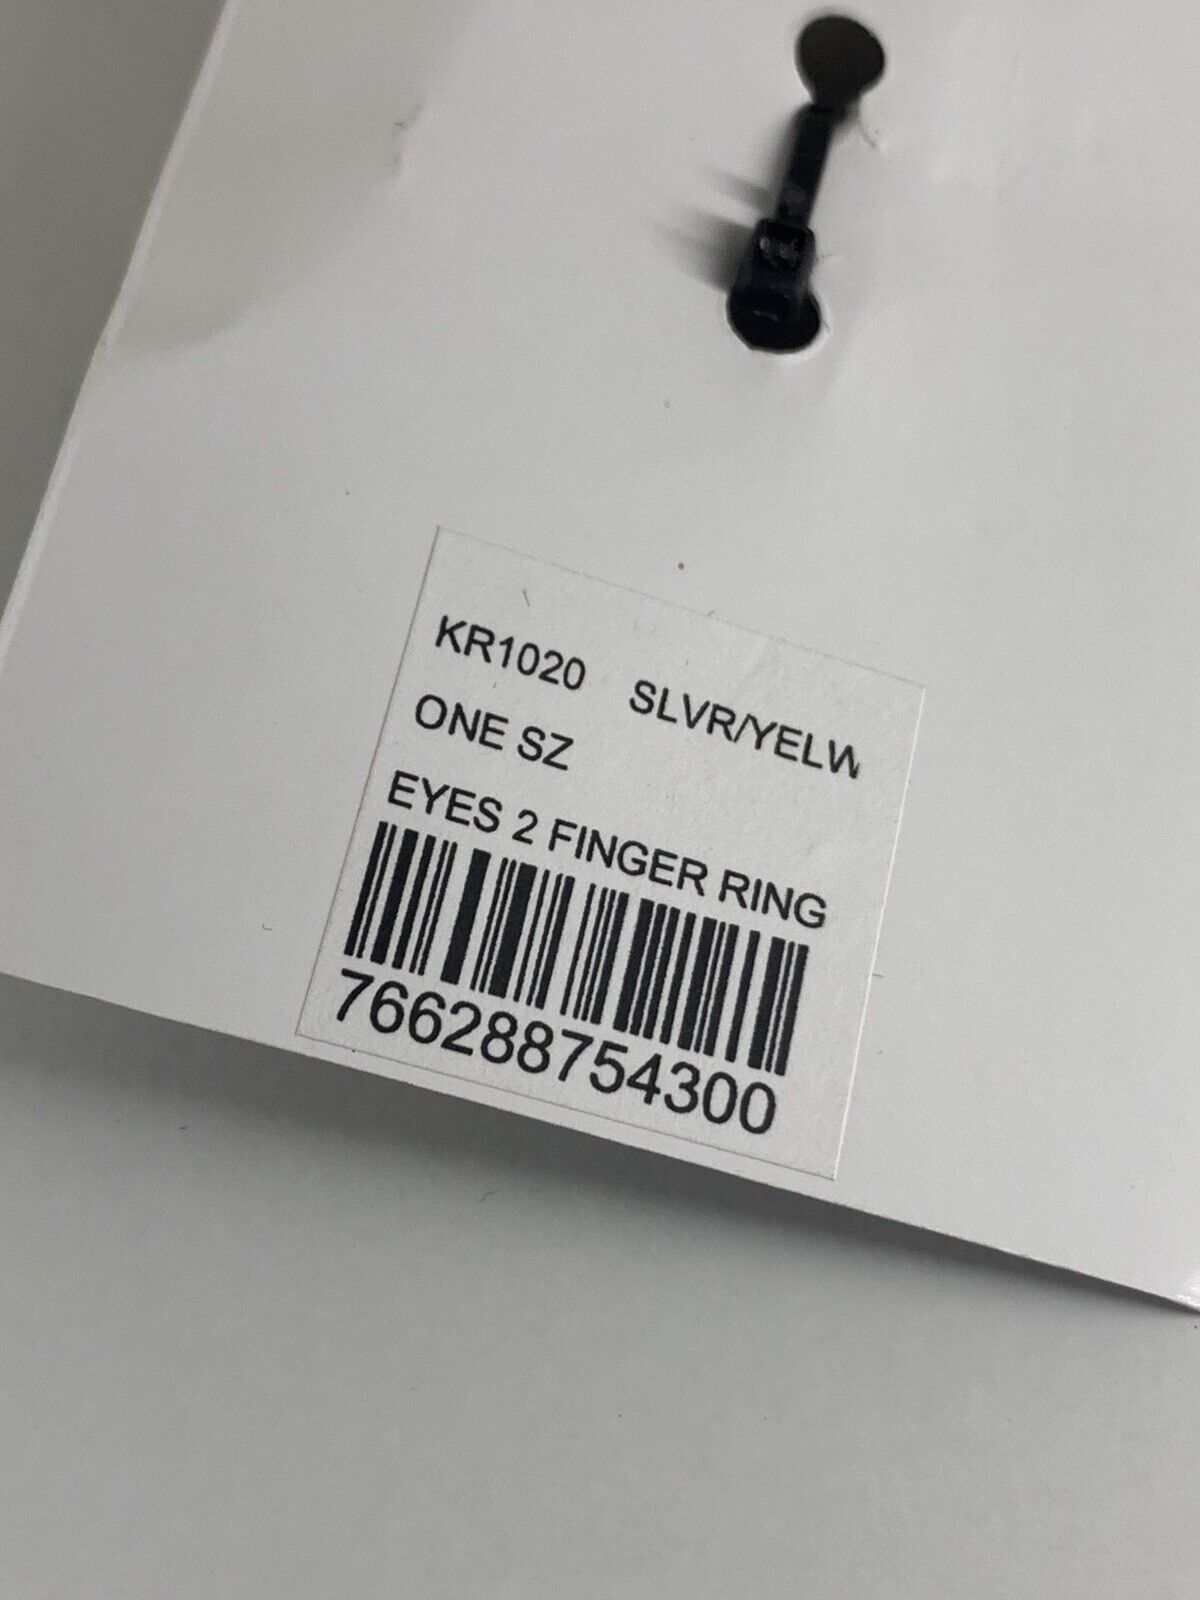 KR1020 SLVR/YELW
ONE SZ
EYES 2 FINGER RING
766288754300